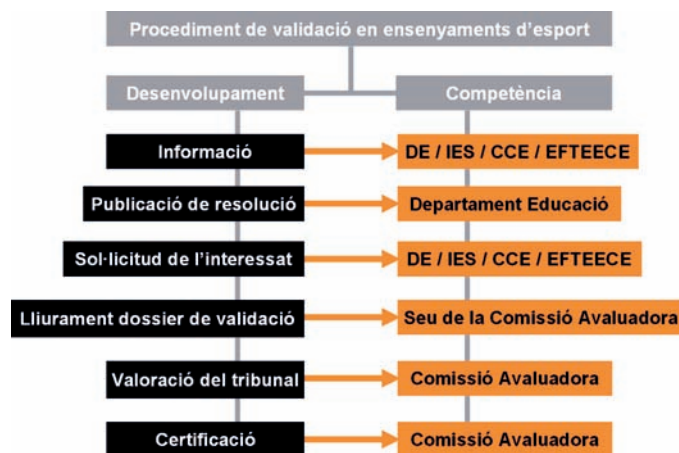 Procediment de validació en ensenyaments d'esport
Desenvolupament
Competència
Informació
DE / IES / CCE / EFTEECE
Publicació de resolució
Departament Educació
Sol·licitud de l'interessat
DE / IES / CCE / EFTEECE
Lliurament dossier de validació
Seu de la Comissió Avaluadora
Valoració del tribunal
Comissió Avaluadora
Certificació
Comissió Avaluadora